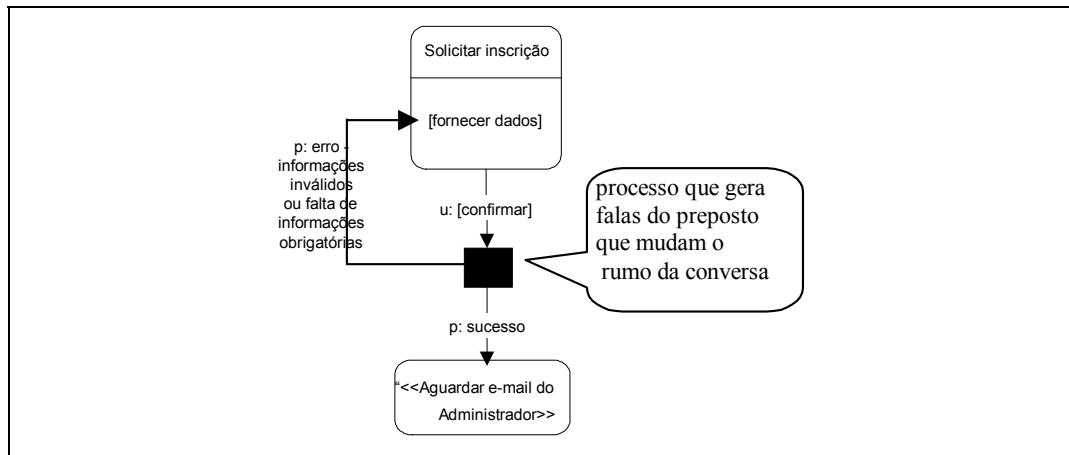 Solicitar inscrição
[fornecer dados]
p: erro -
informações
inválidos
ou falta de
informações
obrigatórias
u: [confirmar]
processo que gera
falas do preposto
que mudam o
rumo da conversa
p: sucesso
“<<Aguardar e-mail do
Administrador>>